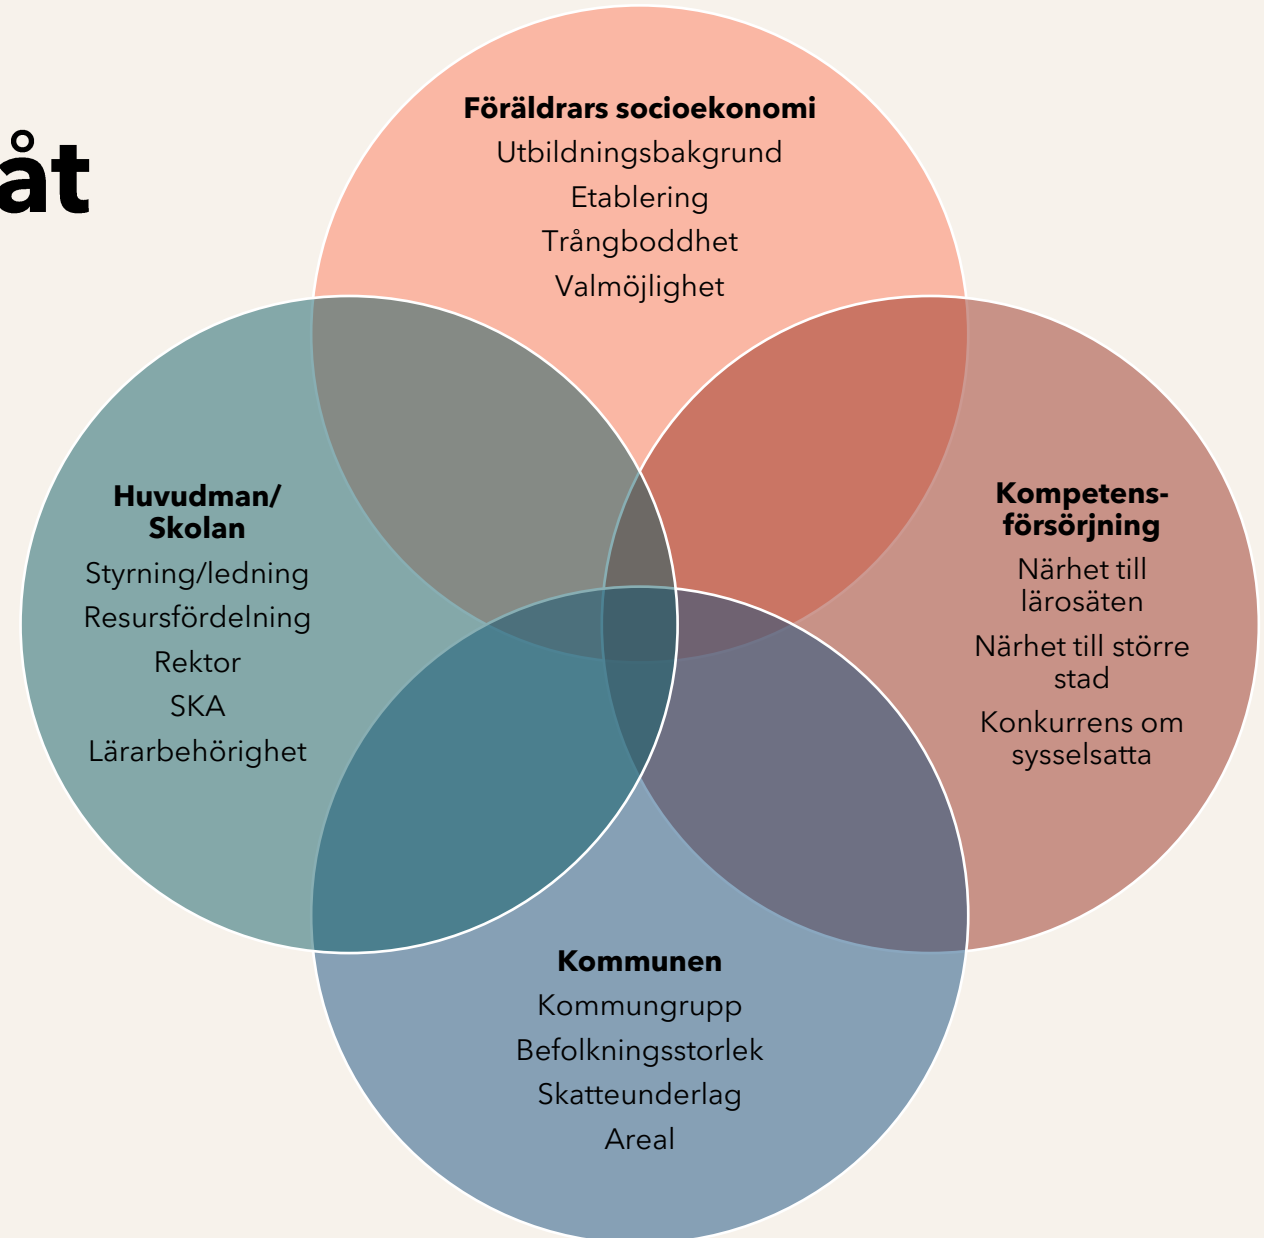 åt
Föräldrars socioekonomi
Utbildningsbakgrund
Etablering
Trångboddhet
Valmöjlighet
Huvudman/
Skolan
Styrning/ledning
Resursfördelning
Rektor
SKA
Lärarbehörighet
Kompetens-
försörjning
Närhet till
lärosäten
Närhet till större
stad
Konkurrens om
sysselsatta
Kommunen
Kommungrupp
Befolkningsstorlek
Skatteunderlag
Areal